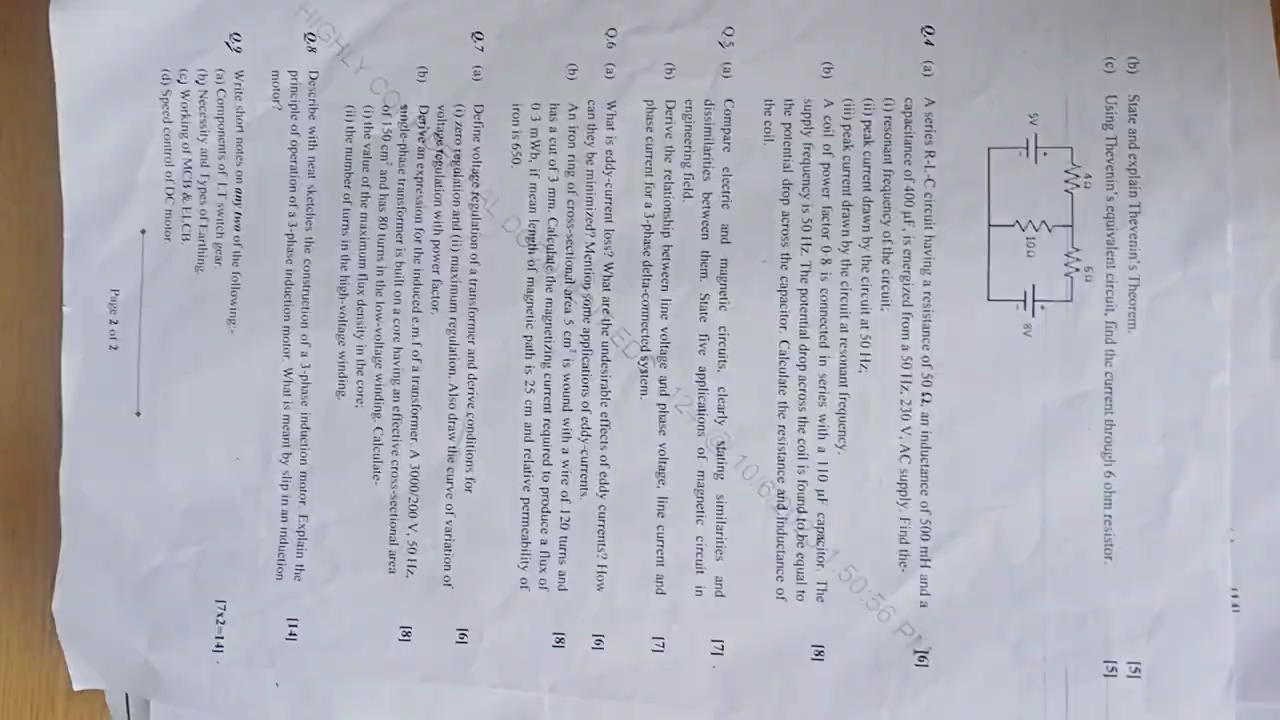 (b) State and explain Thevenin's Theorem. [5]
(c) Using Thevenin's equivalent circuit, find the current through 6 ohm resistor. [5]
4Ω 6Ω
5V 10Ω 8V
Q.4 (a) A series R-L-C circuit having a resistance of 50 Ω, an inductance of 500 mH and a
capacitance of 400 µF, is energized from a 50 Hz, 230 V, AC supply. Find the-
(i) resonant frequency of the circuit;
(ii) peak current drawn by the circuit at 50 Hz;
(iii) peak current drawn by the circuit at resonant frequency. [6]
(b) A coil of power factor 0·8 is connected in series with a 110 µF capacitor. The
supply frequency is 50 Hz. The potential drop across the coil is found to be equal to
the potential drop across the capacitor. Calculate the resistance and inductance of
the coil. [8]
Q.5 (a) Compare electric and magnetic circuits, clearly stating similarities and
dissimilarities between them. State five applications of magnetic circuit in
engineering field. [7]
(b) Derive the relationship between line voltage and phase voltage, line current and
phase current for a 3-phase delta-connected system. [7]
Q.6 (a) What is eddy-current loss? What are the undesirable effects of eddy currents? How
can they be minimized? Mention some applications of eddy-currents. [6]
(b) An iron ring of cross-sectional area 5 cm² is wound with a wire of 120 turns and
has a cut of 3 mm. Calculate the magnetizing current required to produce a flux of
0·3 mWb, if mean length of magnetic path is 25 cm and relative permeability of
iron is 650. [8]
Q.7 (a) Define voltage regulation of a transformer and derive conditions for
(i) zero regulation and (ii) maximum regulation. Also draw the curve of variation of
voltage regulation with power factor. [6]
(b) Derive an expression for the induced e.m.f of a transformer. A 3000/200 V, 50 Hz,
single-phase transformer is built on a core having an effective cross-sectional area
of 150 cm² and has 80 turns in the low-voltage winding. Calculate-
(i) the value of the maximum flux density in the core;
(ii) the number of turns in the high-voltage winding. [8]
Q.8 Describe with neat sketches the construction of a 3-phase induction motor. Explain the
principle of operation of a 3-phase induction motor. What is meant by slip in an induction
motor? [14]
Q.9 Write short notes on any two of the following:- [7x2=14]
(a) Components of LT switch gear.
(b) Necessity and Types of Earthing.
(c) Working of MCB & ELCB.
(d) Speed control of DC motor.
Page 2 of 2